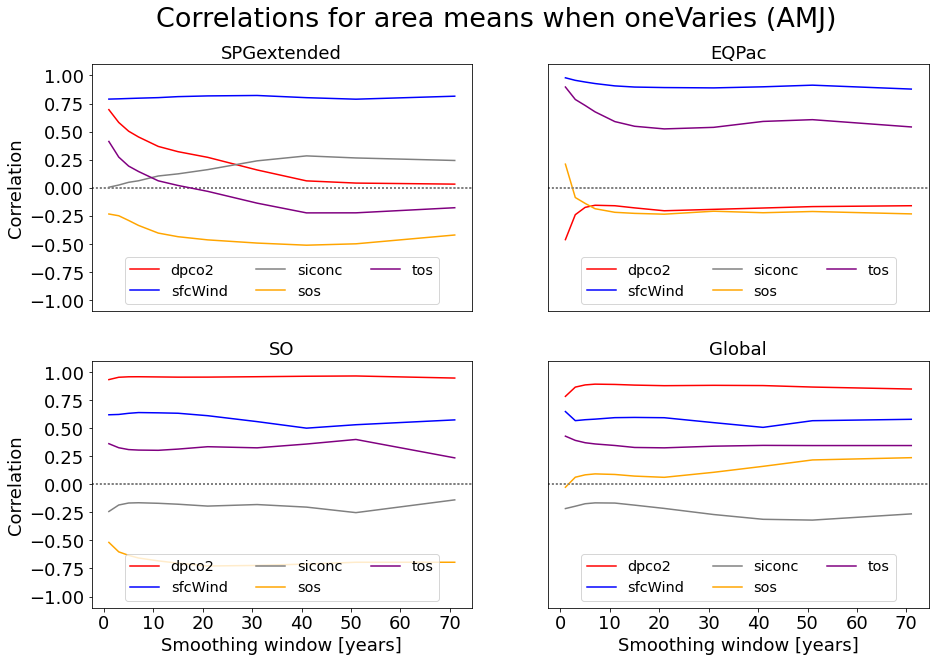 Correlations for area means when oneVaries (AMJ)
SPGextended
EQPac
1.00
0.75
0.50
0.25
0.00
−0.25
−0.50
−0.75
−1.00
Correlation
dpco2 siconc tos
sfcWind sos
dpco2 siconc tos
sfcWind sos
SO
Global
1.00
0.75
0.50
0.25
0.00
−0.25
−0.50
−0.75
−1.00
Correlation
dpco2 siconc tos
sfcWind sos
dpco2 siconc tos
sfcWind sos
0 10 20 30 40 50 60 70
0 10 20 30 40 50 60 70
Smoothing window [years]
Smoothing window [years]